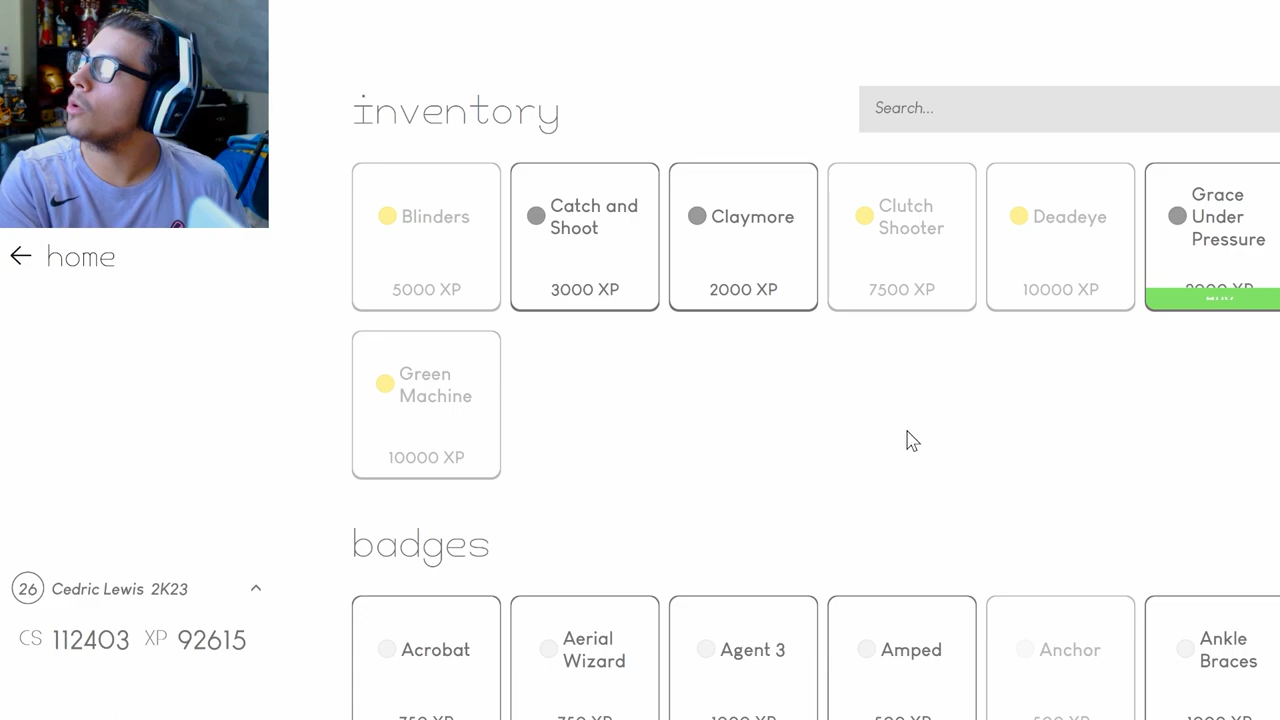 inventory
Search...
Blinders
5000 XP
Catch and
Shoot
3000 XP
Claymore
2000 XP
Clutch
Shooter
7500 XP
Deadeye
10000 XP
Grace
Under
Pressure
XP
home
Green
Machine
10000 XP
badges
26 Cedric Lewis 2K23
CS 112403 XP 92615
Acrobat
Aerial
Wizard
Agent 3
Amped
Anchor
Ankle
Braces